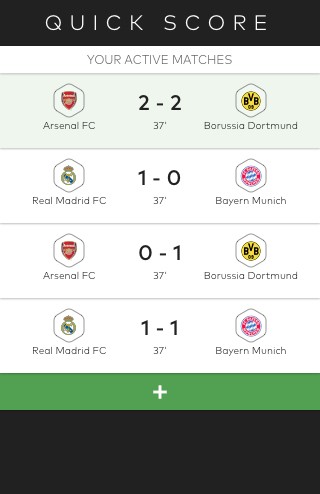 QUICK SCORE
YOUR ACTIVE MATCHES
2 - 2
Arsenal FC 37' Borussia Dortmund
1 - 0
Real Madrid FC 37' Bayern Munich
0 - 1
Arsenal FC 37' Borussia Dortmund
1 - 1
Real Madrid FC 37' Bayern Munich
+